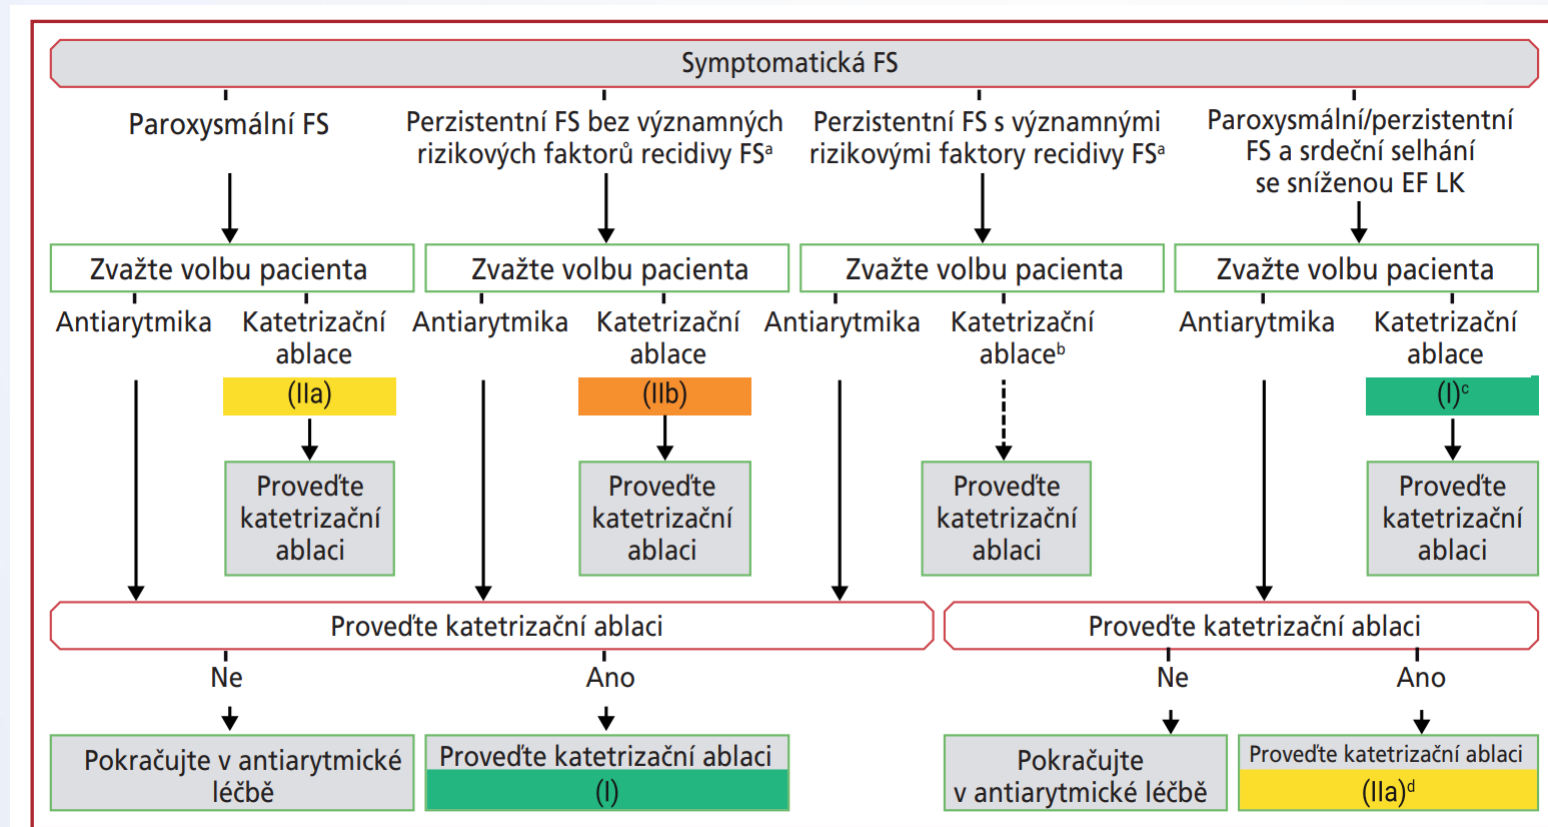 Symptomatická FS
Paroxysmální FS
Perzistentní FS bez významných
rizikových faktorů recidivy FSᵃ
Perzistentní FS s významnými
rizikovými faktory recidivy FSᵃ
Paroxysmální/perzistentní
FS a srdeční selhání
se sníženou EF LK
Zvažte volbu pacienta
Zvažte volbu pacienta
Zvažte volbu pacienta
Zvažte volbu pacienta
Antiarytmika
Katetrizační
ablace
(IIa)
Antiarytmika
Katetrizační
ablace
(IIb)
Antiarytmika
Katetrizační
ablaceᵇ
Antiarytmika
Katetrizační
ablace
(I)ᶜ
Proveďte
katetrizační
ablaci
Proveďte
katetrizační
ablaci
Proveďte
katetrizační
ablaci
Proveďte
katetrizační
ablaci
Proveďte katetrizační ablaci
Proveďte katetrizační ablaci
Ne
Ano
Ne
Ano
Pokračujte v antiarytmické
léčbě
Proveďte katetrizační ablaci
(I)
Pokračujte
v antiarytmické léčbě
Proveďte katetrizační ablaci
(IIa)ᵈ